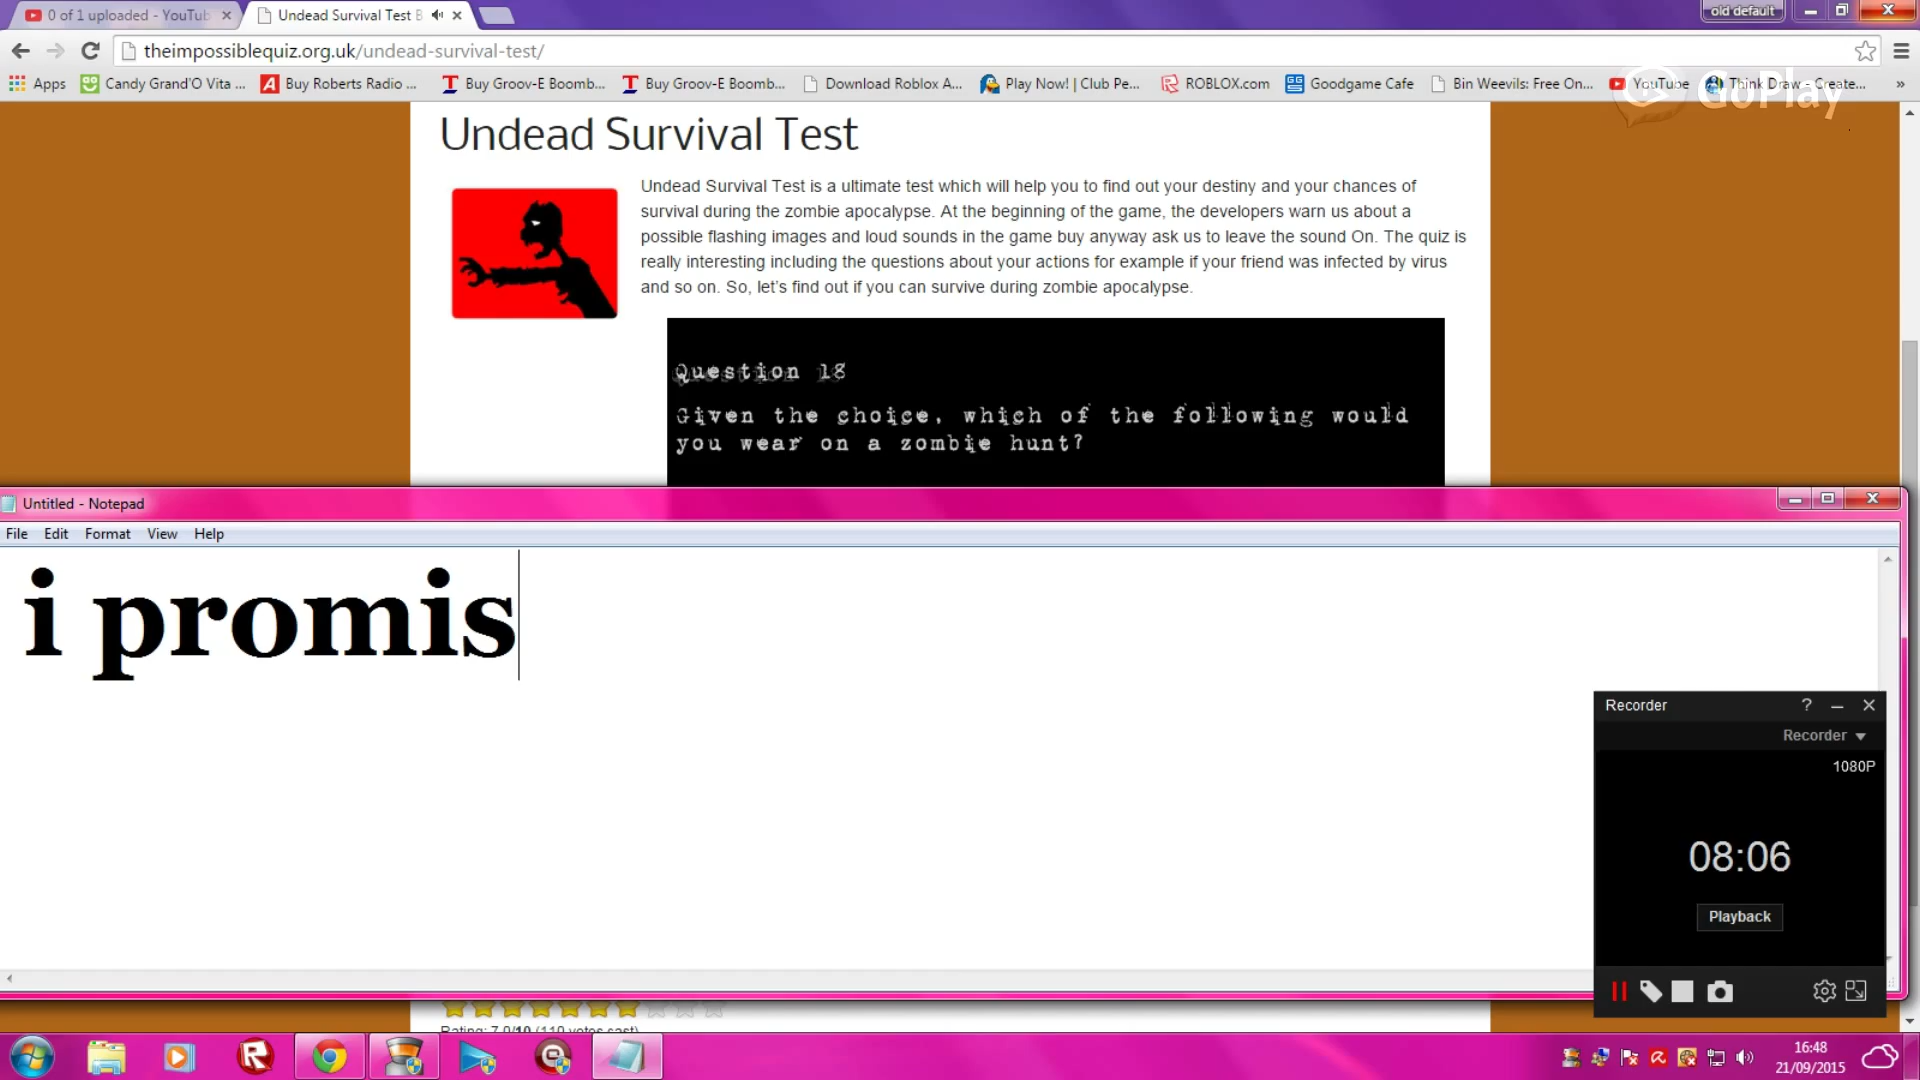 0 of 1 uploaded - YouTub
Undead Survival Test B
old default
theimpossiblequiz.org.uk/undead-survival-test/
Apps
Candy Grand'O Vita ...
Buy Roberts Radio ...
Buy Groov-E Boomb...
Buy Groov-E Boomb...
Download Roblox A...
Play Now! | Club Pe...
ROBLOX.com
Goodgame Cafe
Bin Weevils: Free On...
YouTube
Think Draw - Create...
»
GoPlay
Undead Survival Test
Undead Survival Test is a ultimate test which will help you to find out your destiny and your chances of
survival during the zombie apocalypse. At the beginning of the game, the developers warn us about a
possible flashing images and loud sounds in the game buy anyway ask us to leave the sound On. The quiz is
really interesting including the questions about your actions for example if your friend was infected by virus
and so on. So, let's find out if you can survive during zombie apocalypse.
Question 18
Given the choice, which of the following would
you wear on a zombie hunt?
Untitled - Notepad
File Edit Format View Help
i promis
Recorder
Recorder
1080P
08:06
Playback
Rating: 7.0/10 (110 votes cast)
16:48
21/09/2015